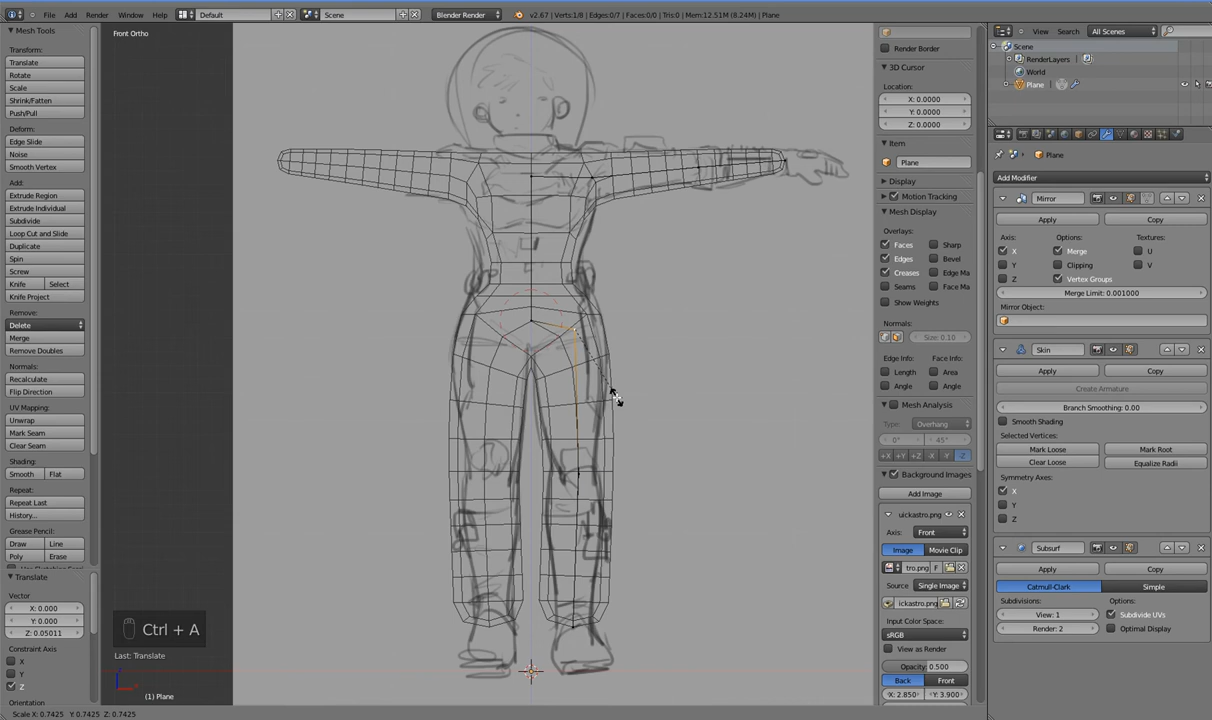 File Add Render Window Help Default Scene Blender Render v2.67 | Verts:1/8 | Edges:0/7 | Faces:0/0 | Tris:0 | Mem:12.51M (8.24M) | Plane
Mesh Tools
Transform:
Translate
Rotate
Scale
Shrink/Fatten
Push/Pull
Deform:
Edge Slide
Noise
Smooth Vertex
Add:
Extrude Region
Extrude Individual
Subdivide
Loop Cut and Slide
Duplicate
Spin
Screw
Knife Select
Knife Project
Remove:
Delete
Merge
Remove Doubles
Normals:
Recalculate
Flip Direction
UV Mapping:
Unwrap
Mark Seam
Clear Seam
Shading:
Smooth Flat
Repeat:
Repeat Last
History...
Grease Pencil:
Draw Line
Poly Erase
Translate
Vector
X: 0.000
Y: 0.000
Z: 0.05011
Constraint Axis
X
Y
Z
Orientation
Scale X: 0.7425 Y: 0.7425 Z: 0.7425
Front Ortho
Ctrl + A
Last: Translate
(1) Plane
Render Border
3D Cursor
Location:
X: 0.0000
Y: 0.0000
Z: 0.0000
Item
Plane
Display
Motion Tracking
Mesh Display
Overlays:
Faces Sharp
Edges Bevel
Creases Edge Ma
Seams Face Ma
Show Weights
Normals:
Size: 0.10
Edge Info: Face Info:
Length Area
Angle Angle
Mesh Analysis
Type: Overhang
0° 45°
+X +Y +Z -X -Y -Z
Background Images
Add Image
uickastro.png
Axis: Front
Image Movie Clip
tro.png F
Source: Single Image
ickastro.png
Input Color Space:
sRGB
View as Render
Opacity: 0.500
Back Front
X: 2.850 Y: 3.900
View Search All Scenes
Scene
RenderLayers |
World
Plane |
Plane
Add Modifier
Mirror
Apply Copy
Axis: Options: Textures:
X Merge U
Y Clipping V
Z Vertex Groups
Merge Limit: 0.001000
Mirror Object:
Skin
Apply Copy
Create Armature
Branch Smoothing: 0.00
Smooth Shading
Selected Vertices:
Mark Loose Mark Root
Clear Loose Equalize Radii
Symmetry Axes:
X
Y
Z
Subsurf
Apply Copy
Catmull-Clark Simple
Subdivisions: Options:
View: 1 Subdivide UVs
Render: 2 Optimal Display